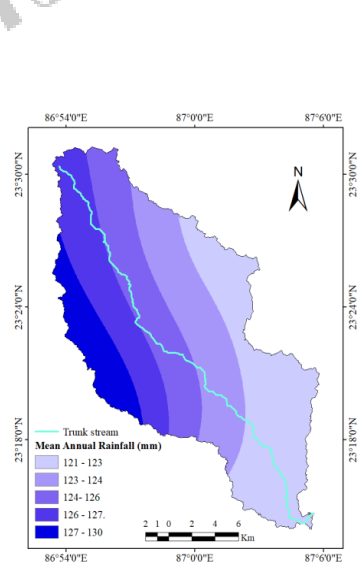 86°54'0"E 87°0'0"E 87°6'0"E
23°30'0"N 23°30'0"N
N
23°24'0"N 23°24'0"N
23°18'0"N 23°18'0"N
Trunk stream
Mean Annual Rainfall (mm)
121 - 123
123 - 124
124- 126
126 - 127.
127 - 130
2 1 0 2 4 6
Km
86°54'0"E 87°0'0"E 87°6'0"E